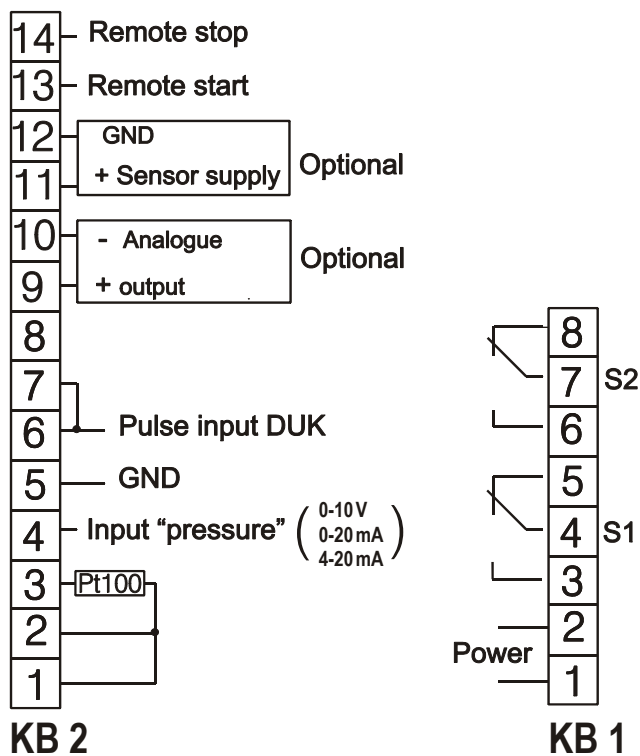 14 Remote stop
13 Remote start
12 GND
11 + Sensor supply
Optional
10 - Analogue
9 + output
Optional
8
7
6 Pulse input DUK
5 GND
4 Input “pressure” ( 0-10 V
0-20 mA
4-20 mA )
3 Pt100
2
1
KB 2
8
7 S2
6
5
4 S1
3
2
Power
1
KB 1